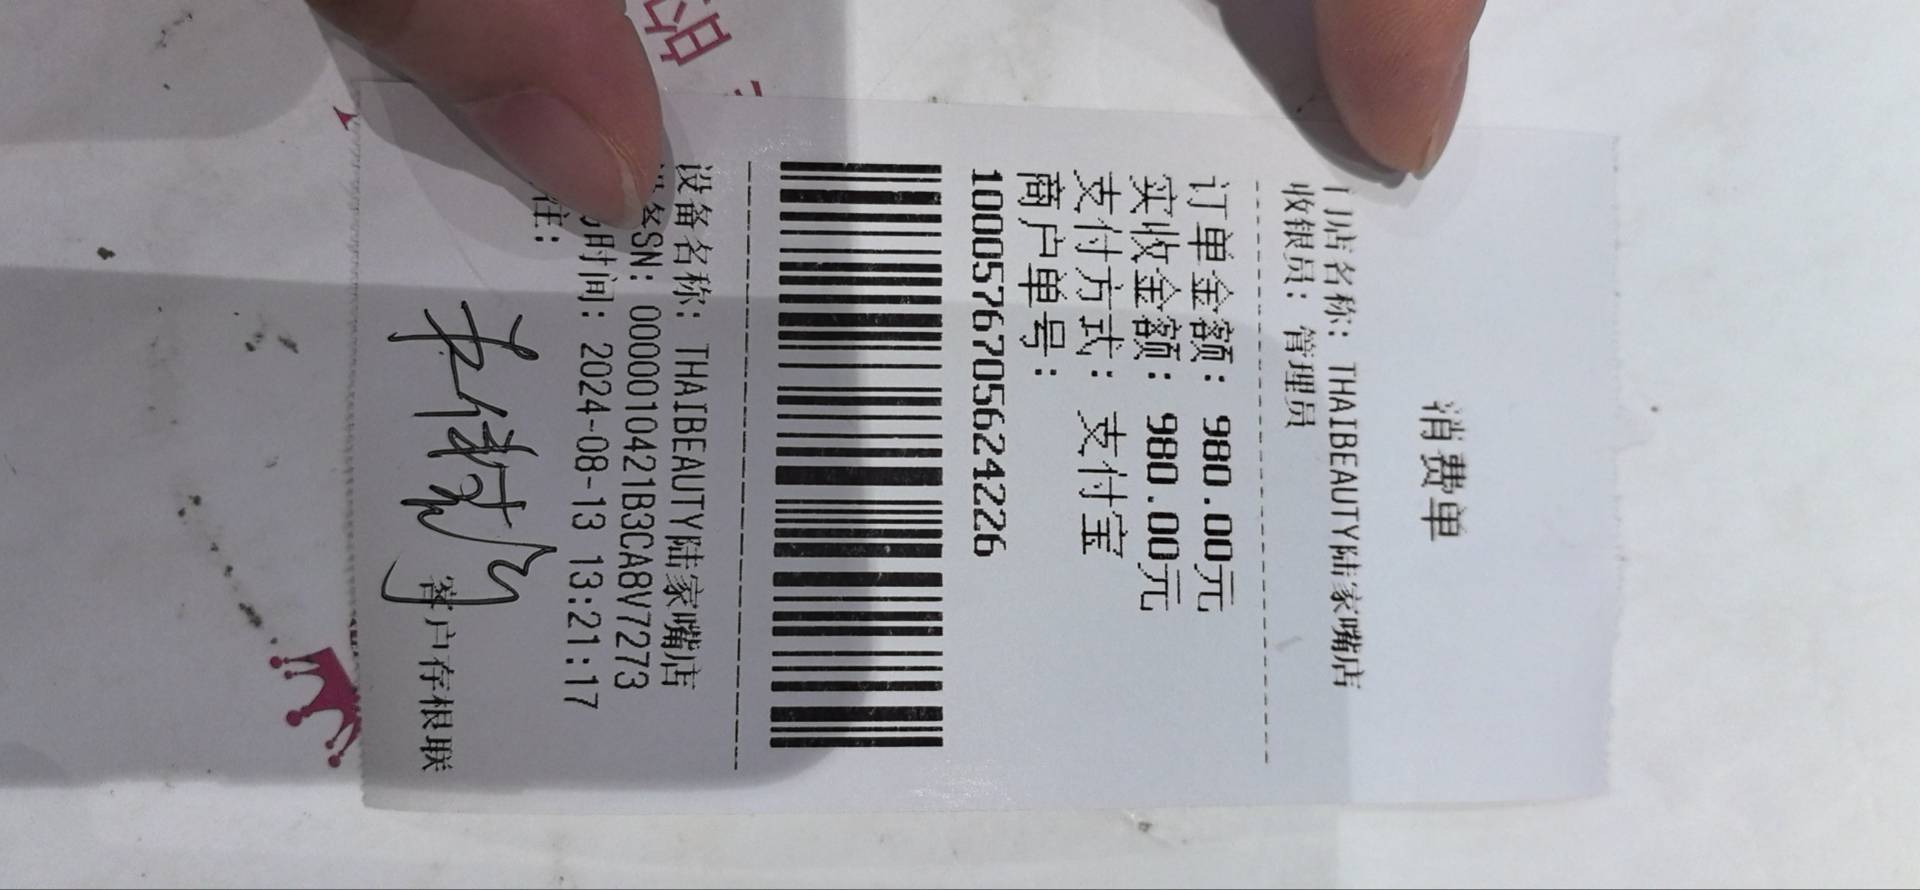 消费单
门店名称: THAIBEAUTY陆家嘴店
收银员: 管理员
订单金额: 980.00元
实收金额: 980.00元
支付方式: 支付宝
商户单号:
1000576767056242226
设备名称: THAIBEAUTY陆家嘴店
SN: 0000010421B3CA8V7273
时间: 2024-08-13 13:21:17
注:
客户存根联
的